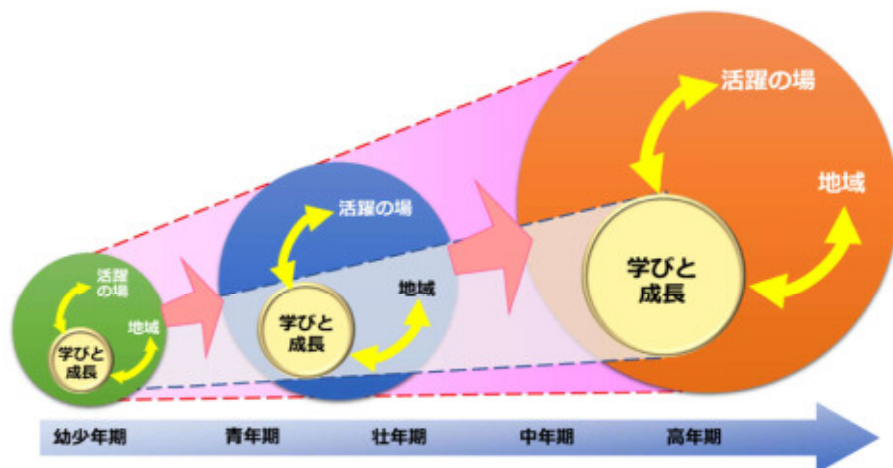 活躍
の場
地域
学びと
成長
活躍の場
地域
学びと
成長
活躍の場
地域
学びと
成長
幼少年期
青年期
壮年期
中年期
高年期